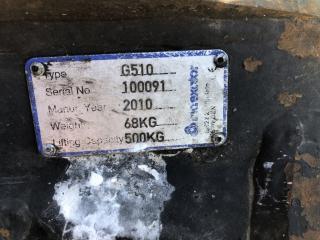 Type G510
Serial No. 100091
Manuf. Year 2010
Weight 68KG
Lifting Capacity 500KG